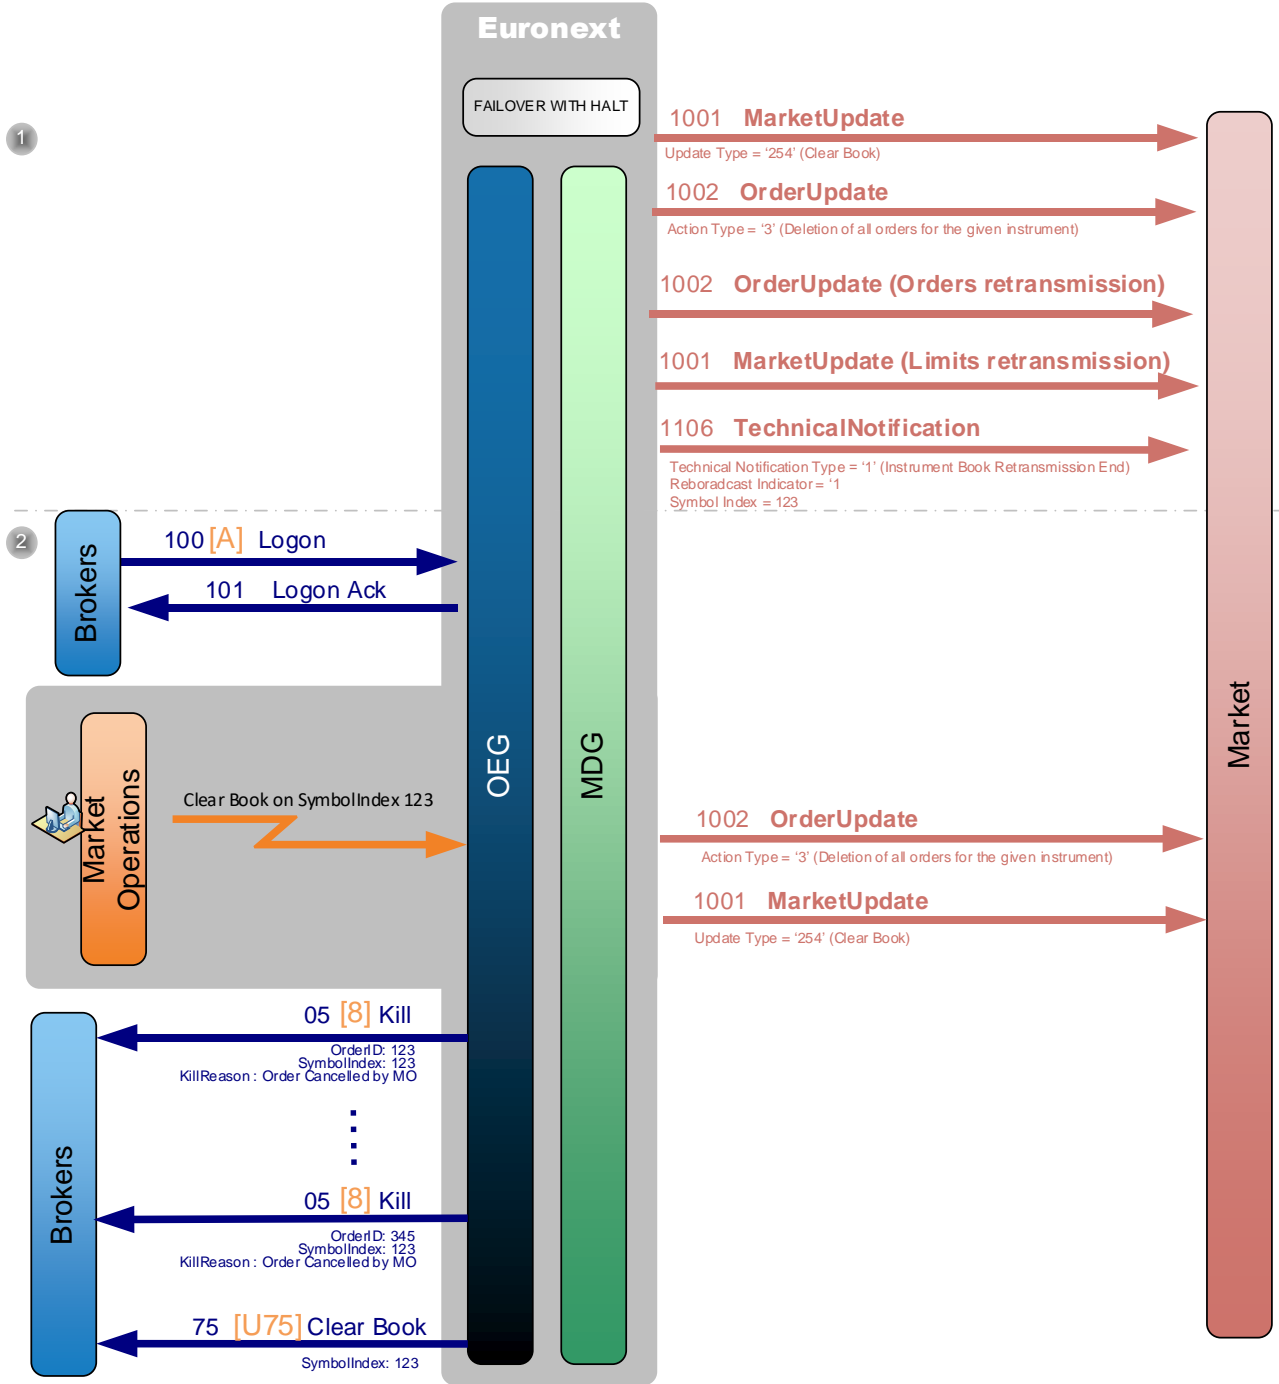 Euronext
FAILOVER WITH HALT
1
1001 MarketUpdate
Update Type = ‘254’ (Clear Book)
1002 OrderUpdate
Action Type = ‘3’ (Deletion of all orders for the given instrument)
1002 OrderUpdate (Orders retransmission)
1001 MarketUpdate (Limits retransmission)
1106 TechnicalNotification
Technical Notification Type = ‘1’ (Instrument Book Retransmission End)
Reboradcast Indicator = ‘1
Symbol Index = 123
2
Brokers
100 [A] Logon
101 Logon Ack
OEG
MDG
Market
Market
Operations
Clear Book on SymbolIndex 123
1002 OrderUpdate
Action Type = ‘3’ (Deletion of all orders for the given instrument)
1001 MarketUpdate
Update Type = ‘254’ (Clear Book)
Brokers
05 [8] Kill
OrderID: 123
SymbolIndex: 123
KillReason : Order Cancelled by MO
05 [8] Kill
OrderID: 345
SymbolIndex: 123
KillReason : Order Cancelled by MO
75 [U75] Clear Book
SymbolIndex: 123